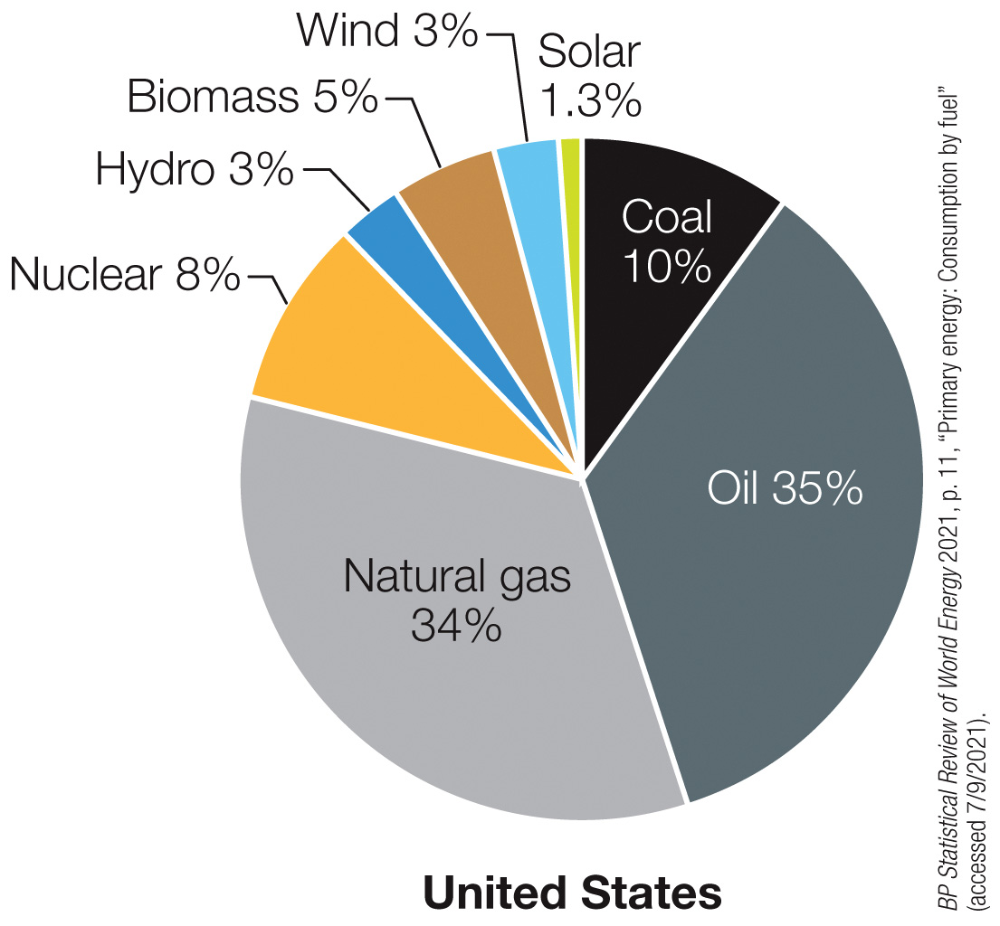 Wind 3%
Solar
1.3%
Biomass 5%
Hydro 3%
Nuclear 8%
Coal
10%
Oil 35%
Natural gas
34%
United States
BP Statistical Review of World Energy 2021, p. 11, “Primary energy: Consumption by fuel”
(accessed 7/9/2021).